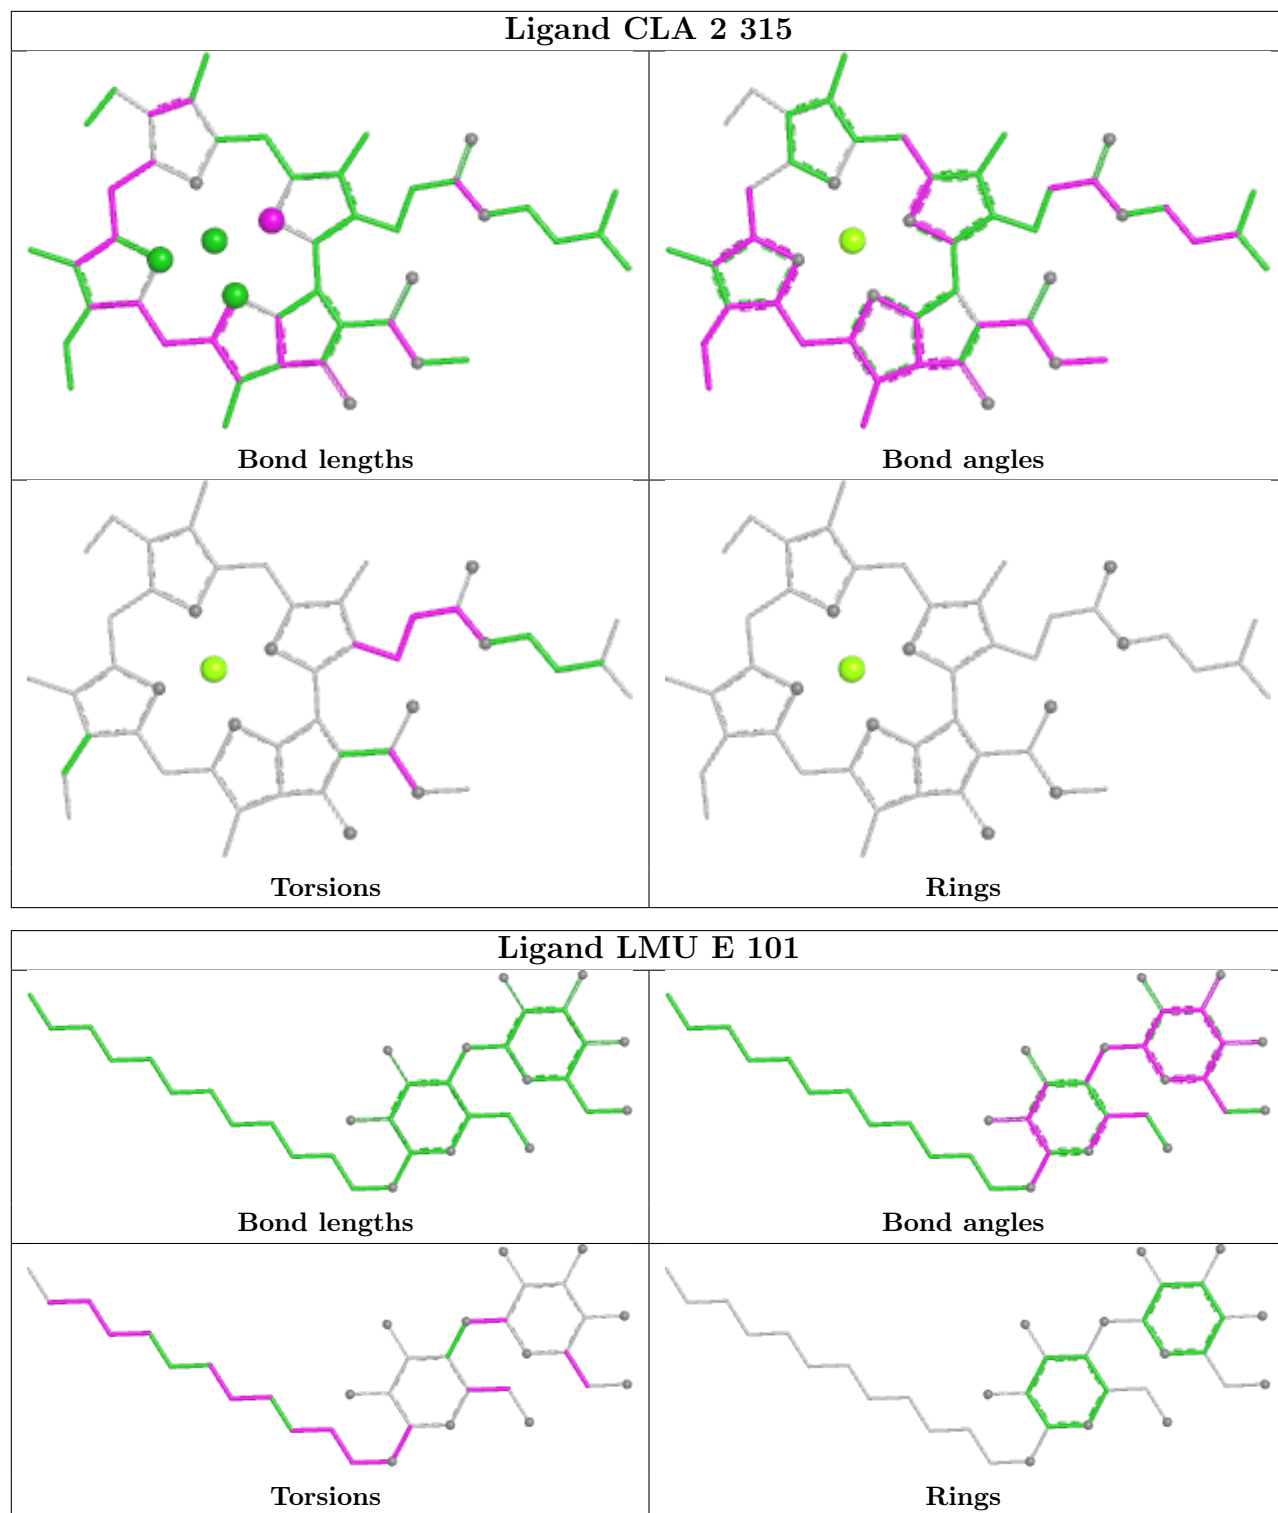 Ligand CLA 2 315
Bond lengths
Bond angles
Torsions
Rings
Ligand LMU E 101
Bond lengths
Bond angles
Torsions
Rings